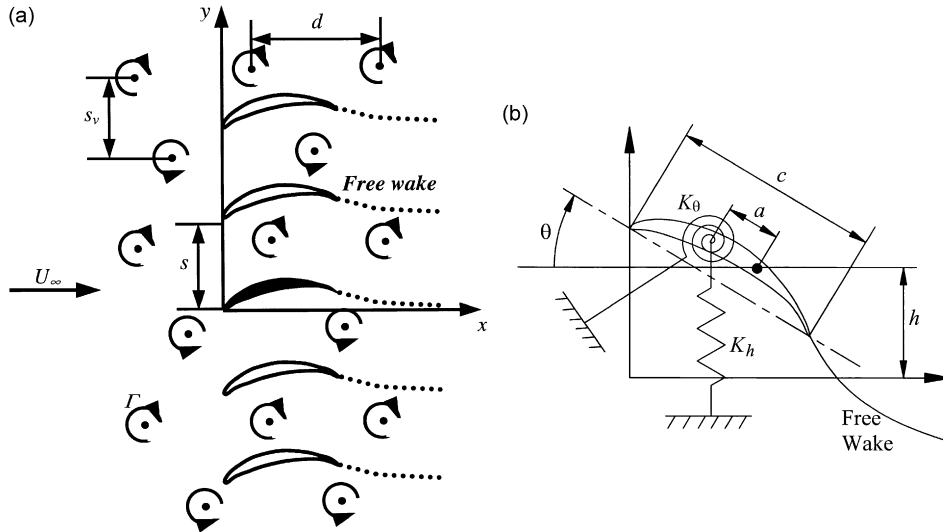 (a)
y
d
s_v
Free wake
s
U_∞
x
Γ
(b)
c
K_θ
a
θ
h
K_h
Free
Wake